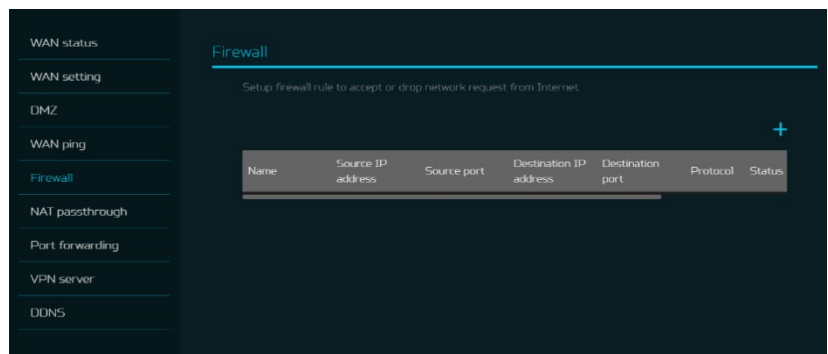 WAN status
WAN setting
DMZ
WAN ping
Firewall
NAT passthrough
Port forwarding
VPN server
DDNS
Firewall
Setup firewall rule to accept or drop network request from Internet.
+
Name
Source IP
address
Source port
Destination IP
address
Destination
port
Protocol
Status